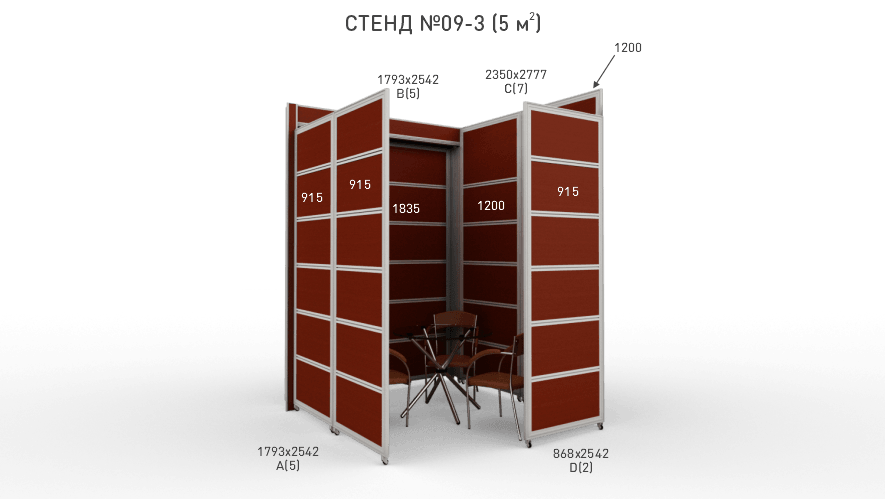 СТЕНД №09-3 (5 м²)
1200
1793x2542
B(5)
2350x2777
C(7)
915
915
1835
1200
915
1793x2542
A(5)
868x2542
D(2)